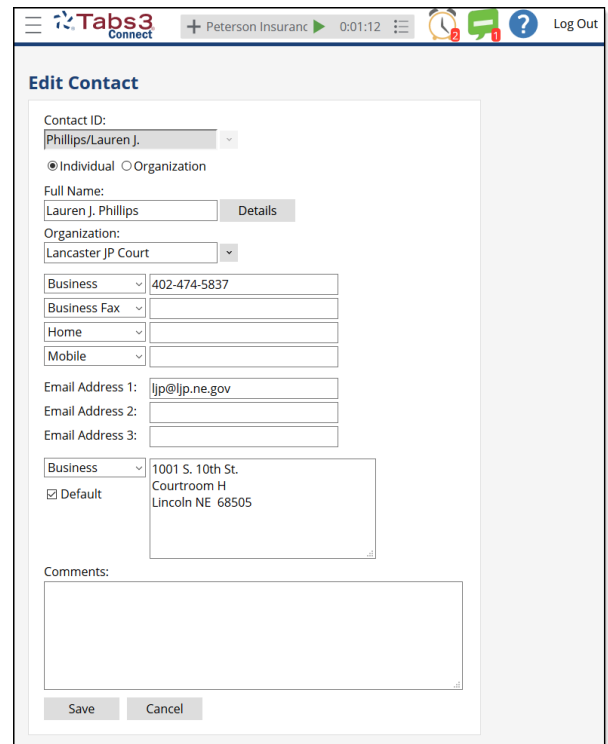 Tabs3
Connect
Peterson Insuranc
0:01:12
2
1
?
Log Out
Edit Contact
Contact ID:
Phillips/Lauren J.
Individual Organization
Full Name:
Lauren J. Phillips
Details
Organization:
Lancaster JP Court
Business 402-474-5837
Business Fax
Home
Mobile
Email Address 1: ljp@ljp.ne.gov
Email Address 2:
Email Address 3:
Business 1001 S. 10th St.
Default Courtroom H
Lincoln NE 68505
Comments:
Save Cancel